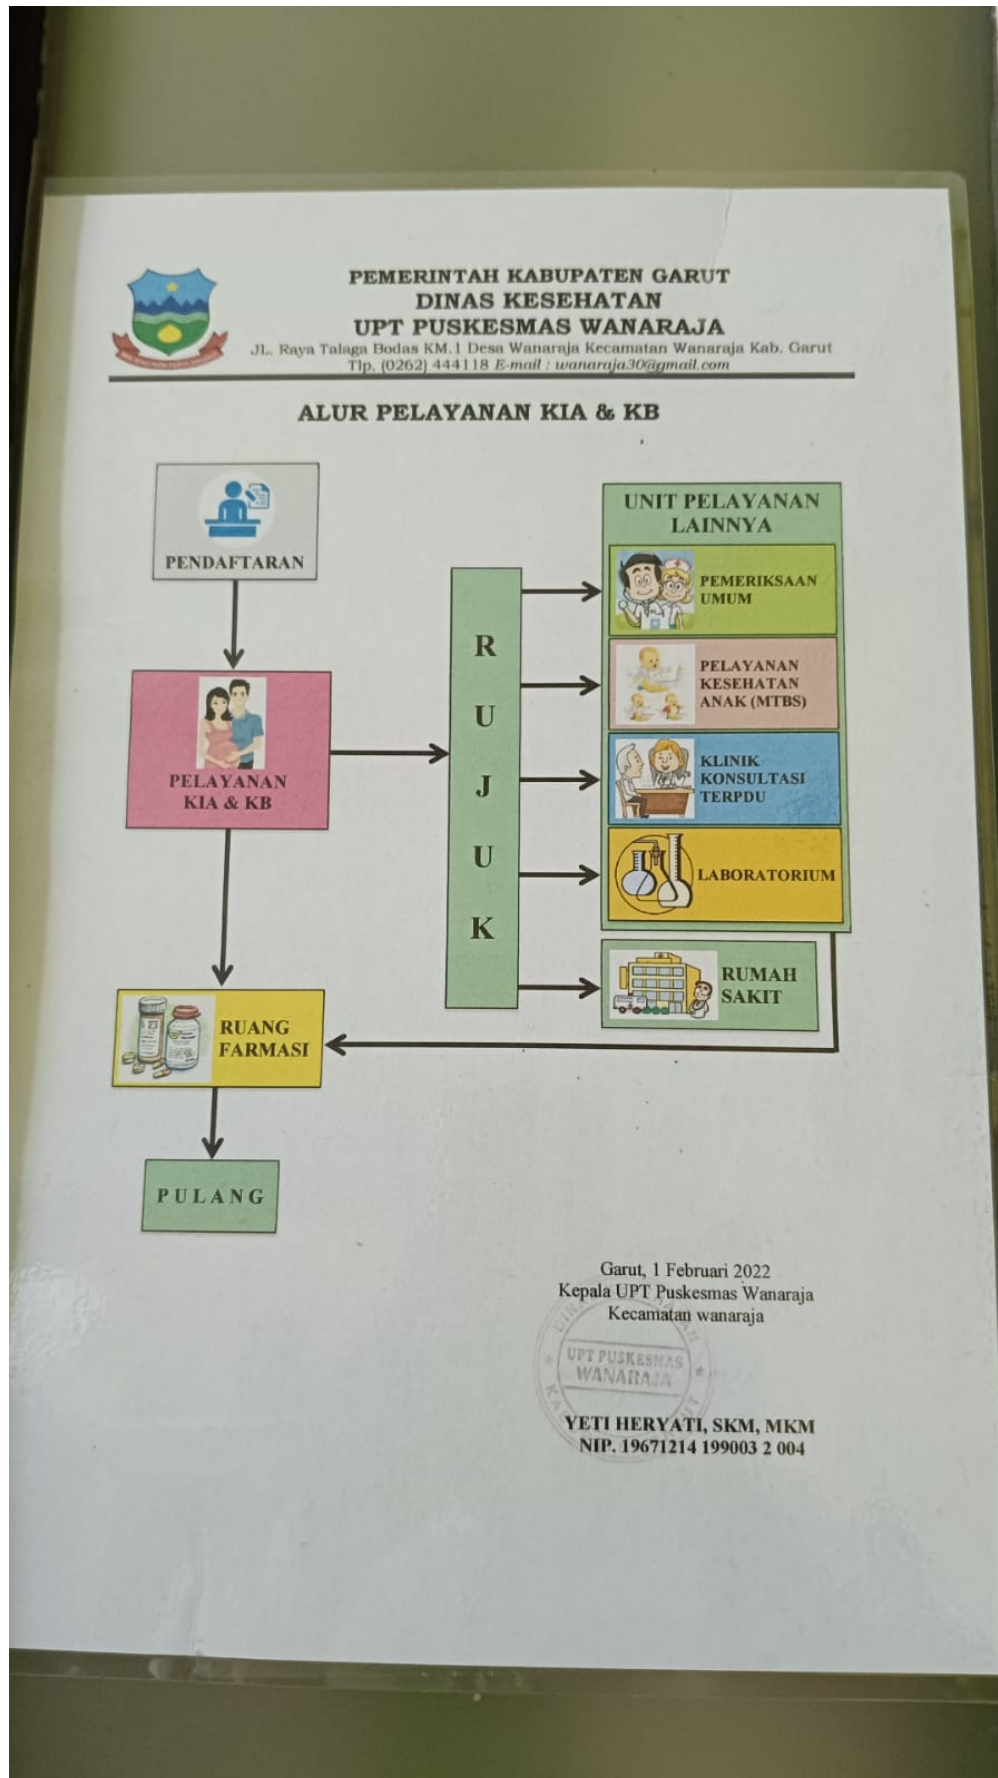 PEMERINTAH KABUPATEN GARUT
DINAS KESEHATAN
UPT PUSKESMAS WANARAJA
JL. Raya Talaga Bodas KM.1 Desa Wanaraja Kecamatan Wanaraja Kab. Garut
Tlp. (0262) 444118 E-mail : wanaraja30@gmail.com
ALUR PELAYANAN KIA & KB
PENDAFTARAN
PELAYANAN
KIA & KB
RUANG
FARMASI
PULANG
RUJUK
UNIT PELAYANAN
LAINNYA
PEMERIKSAAN
UMUM
PELAYANAN
KESEHATAN
ANAK (MTBS)
KLINIK
KONSULTASI
TERPDU
LABORATORIUM
RUMAH
SAKIT
Garut, 1 Februari 2022
Kepala UPT Puskesmas Wanaraja
Kecamatan wanaraja
UPT PUSKESMAS
WANARAJA
YETI HERYATI, SKM, MKM
NIP. 19671214 199003 2 004